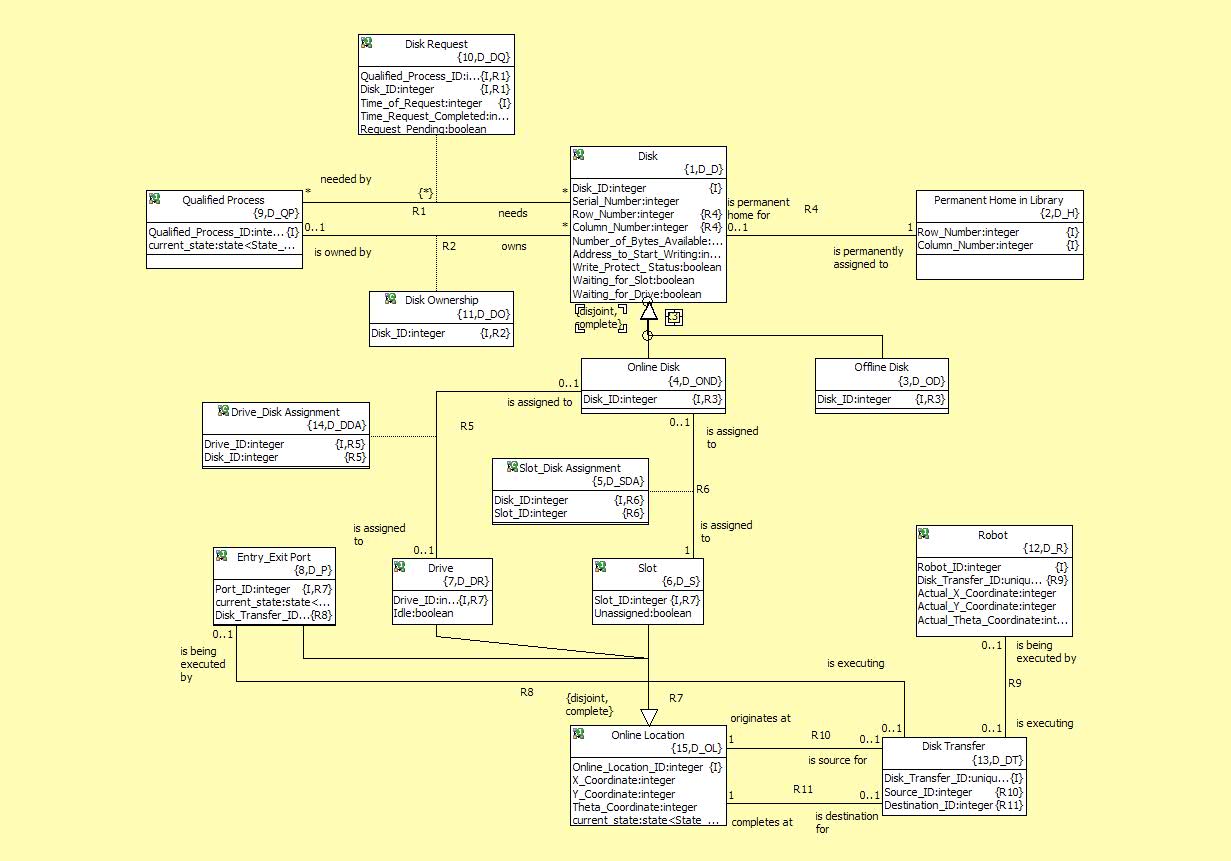 Disk Request
{10,D_DQ}
Qualified_Process_ID:i...{I,R1}
Disk_ID:integer {I,R1}
Time_of_Request:integer {I}
Time_Request_Completed:in...
Request_Pending:boolean
Disk
{1,D_D}
Disk_ID:integer {I}
Serial_Number:integer
Row_Number:integer {R4}
Column_Number:integer {R4}
Number_of_Bytes_Available:...
Address_to_Start_Writing:in...
Write_Protect_ Status:boolean
Waiting_for_Slot:boolean
Waiting_for_Drive:boolean
needed by
* {*} *
R1
needs
Qualified Process
{9,D_QP}
Qualified_Process_ID:inte... {I}
current_state:state<State_...
0..1 *
is owned by
R2
owns
is permanent
home for
R4
0..1 1
is permanently
assigned to
Permanent Home in Library
{2,D_H}
Row_Number:integer {I}
Column_Number:integer {I}
Disk Ownership
{11,D_DO}
Disk_ID:integer {I,R2}
{disjoint,
complete}
R3
Online Disk
{4,D_OND}
Disk_ID:integer {I,R3}
Offline Disk
{3,D_OD}
Disk_ID:integer {I,R3}
0..1
is assigned to
R5
Drive_Disk Assignment
{14,D_DDA}
Drive_ID:integer {I,R5}
Disk_ID:integer {R5}
0..1
is assigned
to
Slot_Disk Assignment
{5,D_SDA}
Disk_ID:integer {I,R6}
Slot_ID:integer {R6}
R6
is assigned
to
0..1
is assigned
to
1
Entry_Exit Port
{8,D_P}
Port_ID:integer {I,R7}
current_state:state<...
Disk_Transfer_ID...{R8}
Drive
{7,D_DR}
Drive_ID:in...{I,R7}
Idle:boolean
Slot
{6,D_S}
Slot_ID:integer {I,R7}
Unassigned:boolean
Robot
{12,D_R}
Robot_ID:integer {I}
Disk_Transfer_ID:uniqu... {R9}
Actual_X_Coordinate:integer
Actual_Y_Coordinate:integer
Actual_Theta_Coordinate:int...
0..1
is being
executed
by
R8
{disjoint,
complete}
R7
is executing
0..1
0..1
is being
executed by
R9
0..1
is executing
Online Location
{15,D_OL}
Online_Location_ID:integer {I}
X_Coordinate:integer
Y_Coordinate:integer
Theta_Coordinate:integer
current_state:state<State_...
originates at
1 R10 0..1
is source for
1 R11 0..1
completes at
is destination
for
Disk Transfer
{13,D_DT}
Disk_Transfer_ID:uniqu...{I}
Source_ID:integer {R10}
Destination_ID:integer{R11}